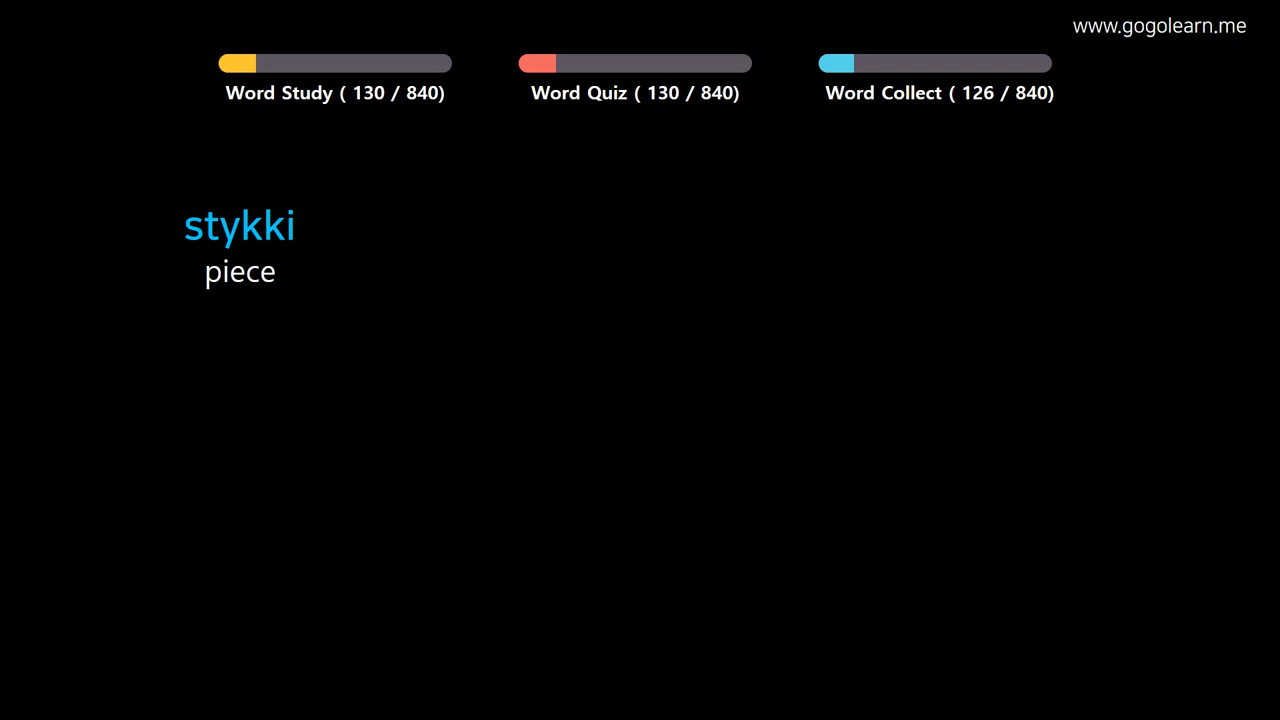 www.gogolearn.me
Word Study ( 130 / 840)
Word Quiz ( 130 / 840)
Word Collect ( 126 / 840)
stykki
piece